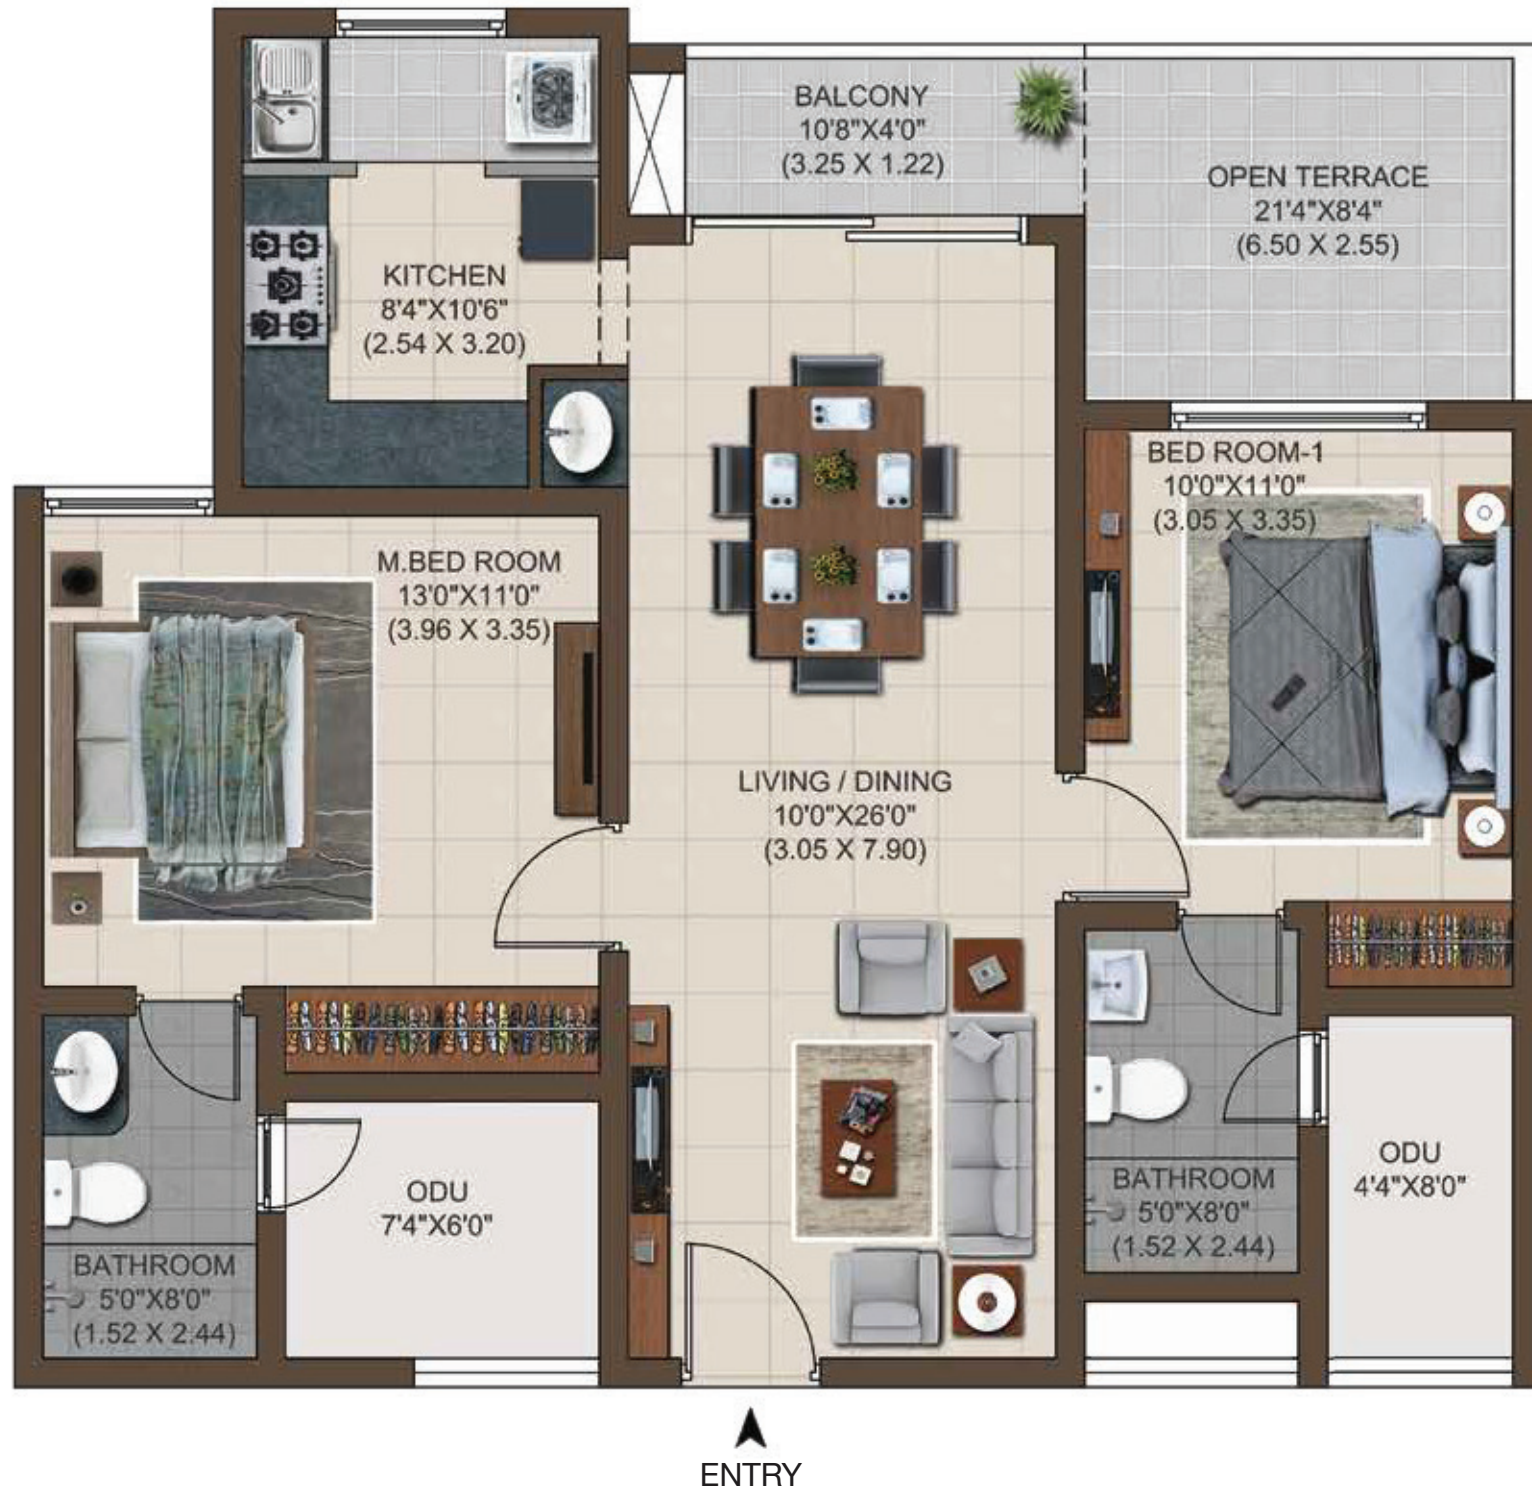 BALCONY
10'8"X4'0"
(3.25 X 1.22)
OPEN TERRACE
21'4"X8'4"
(6.50 X 2.55)
KITCHEN
8'4"X10'6"
(2.54 X 3.20)
BED ROOM-1
10'0"X11'0"
(3.05 X 3.35)
M.BED ROOM
13'0"X11'0"
(3.96 X 3.35)
LIVING / DINING
10'0"X26'0"
(3.05 X 7.90)
ODU
7'4"X6'0"
ODU
4'4"X8'0"
BATHROOM
5'0"X8'0"
(1.52 X 2.44)
BATHROOM
5'0"X8'0"
(1.52 X 2.44)
ENTRY